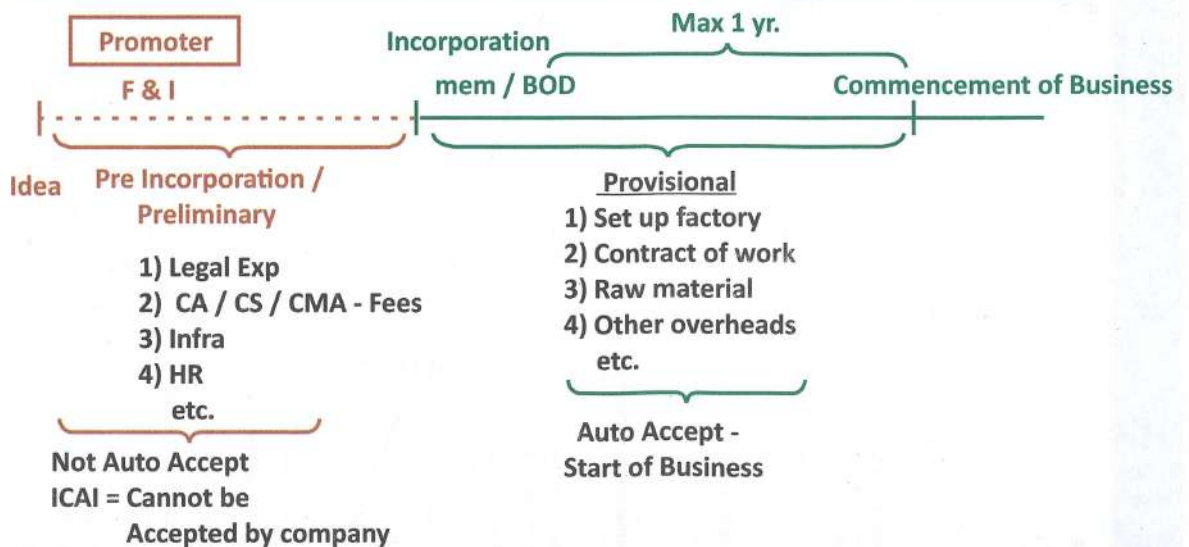 Promoter
F & I
Idea
Pre Incorporation /
Preliminary
1) Legal Exp
2) CA / CS / CMA - Fees
3) Infra
4) HR
etc.
Not Auto Accept
ICAI = Cannot be
Accepted by company
Incorporation
mem / BOD
Max 1 yr.
Commencement of Business
Provisional
1) Set up factory
2) Contract of work
3) Raw material
4) Other overheads
etc.
Auto Accept -
Start of Business